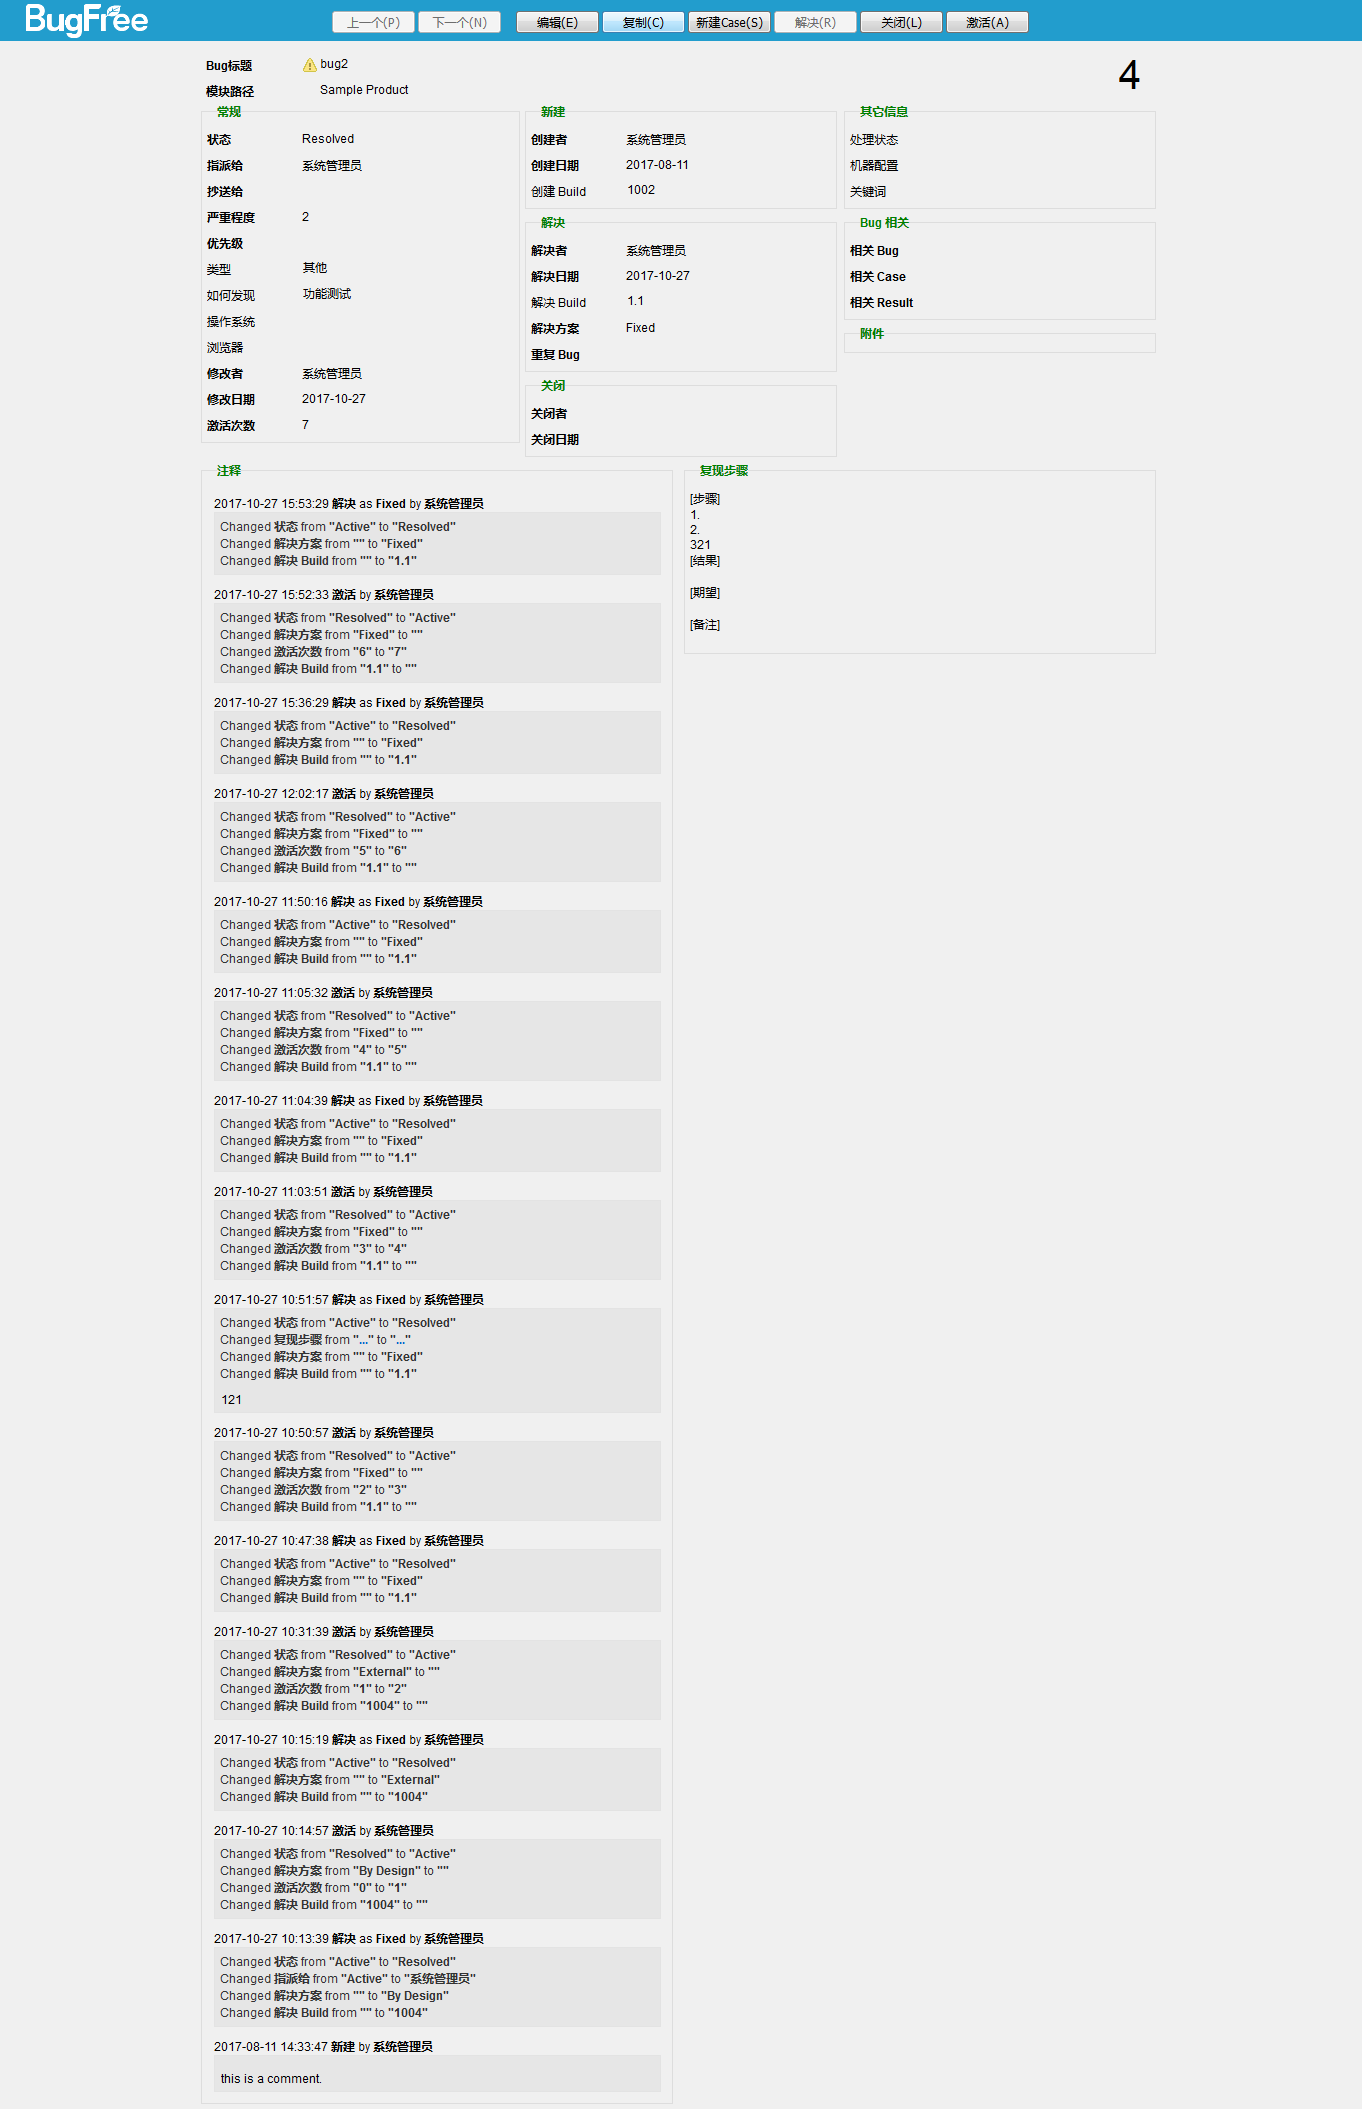 BugFree
上一个(P) 下一个(N) 编辑(E) 复制(C) 新建Case(S) 解决(R) 关闭(L) 激活(A)
Bug标题 bug2
4
模块路径 Sample Product
常规
状态 Resolved
指派给 系统管理员
抄送给
严重程度 2
优先级
类型 其他
如何发现 功能测试
操作系统
浏览器
修改者 系统管理员
修改日期 2017-10-27
激活次数 7
新建
创建者 系统管理员
创建日期 2017-08-11
创建 Build 1002
解决
解决者 系统管理员
解决日期 2017-10-27
解决 Build 1.1
解决方案 Fixed
重复 Bug
关闭
关闭者
关闭日期
其它信息
处理状态
机器配置
关键词
Bug 相关
相关 Bug
相关 Case
相关 Result
附件
注释
2017-10-27 15:53:29 解决 as Fixed by 系统管理员
Changed 状态 from "Active" to "Resolved"
Changed 解决方案 from "" to "Fixed"
Changed 解决 Build from "" to "1.1"
2017-10-27 15:52:33 激活 by 系统管理员
Changed 状态 from "Resolved" to "Active"
Changed 解决方案 from "Fixed" to ""
Changed 激活次数 from "6" to "7"
Changed 解决 Build from "1.1" to ""
2017-10-27 15:36:29 解决 as Fixed by 系统管理员
Changed 状态 from "Active" to "Resolved"
Changed 解决方案 from "" to "Fixed"
Changed 解决 Build from "" to "1.1"
2017-10-27 12:02:17 激活 by 系统管理员
Changed 状态 from "Resolved" to "Active"
Changed 解决方案 from "Fixed" to ""
Changed 激活次数 from "5" to "6"
Changed 解决 Build from "1.1" to ""
2017-10-27 11:50:16 解决 as Fixed by 系统管理员
Changed 状态 from "Active" to "Resolved"
Changed 解决方案 from "" to "Fixed"
Changed 解决 Build from "" to "1.1"
2017-10-27 11:05:32 激活 by 系统管理员
Changed 状态 from "Resolved" to "Active"
Changed 解决方案 from "Fixed" to ""
Changed 激活次数 from "4" to "5"
Changed 解决 Build from "1.1" to ""
2017-10-27 11:04:39 解决 as Fixed by 系统管理员
Changed 状态 from "Active" to "Resolved"
Changed 解决方案 from "" to "Fixed"
Changed 解决 Build from "" to "1.1"
2017-10-27 11:03:51 激活 by 系统管理员
Changed 状态 from "Resolved" to "Active"
Changed 解决方案 from "Fixed" to ""
Changed 激活次数 from "3" to "4"
Changed 解决 Build from "1.1" to ""
2017-10-27 10:51:57 解决 as Fixed by 系统管理员
Changed 状态 from "Active" to "Resolved"
Changed 复现步骤 from "..." to "..."
Changed 解决方案 from "" to "Fixed"
Changed 解决 Build from "" to "1.1"
121
2017-10-27 10:50:57 激活 by 系统管理员
Changed 状态 from "Resolved" to "Active"
Changed 解决方案 from "Fixed" to ""
Changed 激活次数 from "2" to "3"
Changed 解决 Build from "1.1" to ""
2017-10-27 10:47:38 解决 as Fixed by 系统管理员
Changed 状态 from "Active" to "Resolved"
Changed 解决方案 from "" to "Fixed"
Changed 解决 Build from "" to "1.1"
2017-10-27 10:31:39 激活 by 系统管理员
Changed 状态 from "Resolved" to "Active"
Changed 解决方案 from "External" to ""
Changed 激活次数 from "1" to "2"
Changed 解决 Build from "1004" to ""
2017-10-27 10:15:19 解决 as Fixed by 系统管理员
Changed 状态 from "Active" to "Resolved"
Changed 解决方案 from "" to "External"
Changed 解决 Build from "" to "1004"
2017-10-27 10:14:57 激活 by 系统管理员
Changed 状态 from "Resolved" to "Active"
Changed 解决方案 from "By Design" to ""
Changed 激活次数 from "0" to "1"
Changed 解决 Build from "1004" to ""
2017-10-27 10:13:39 解决 as Fixed by 系统管理员
Changed 状态 from "Active" to "Resolved"
Changed 指派给 from "Active" to "系统管理员"
Changed 解决方案 from "" to "By Design"
Changed 解决 Build from "" to "1004"
2017-08-11 14:33:47 新建 by 系统管理员
this is a comment.
复现步骤
[步骤]
1.
2.
321
[结果]
[期望]
[备注]